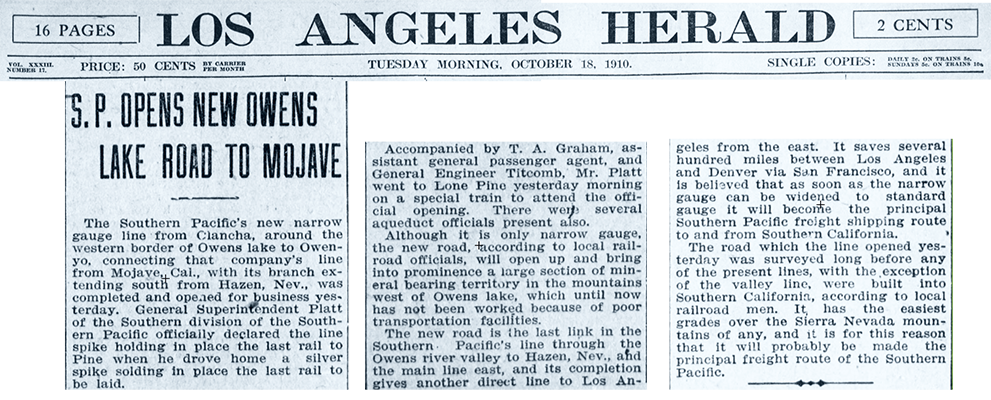 16 PAGES
LOS ANGELES HERALD
2 CENTS
VOL. XXXIII. NUMBER 17.
PRICE: 50 CENTS BY CARRIER PER MONTH
TUESDAY MORNING, OCTOBER 18, 1910.
SINGLE COPIES: DAILY 2c. ON TRAINS 5c. SUNDAYS 5c. ON TRAINS 10c
S. P. OPENS NEW OWENS
LAKE ROAD TO MOJAVE
The Southern Pacific's new narrow
gauge line from Ciancha, around the
western border of Owens lake to Owen-
yo, connecting that company's line
from Mojave, Cal., with its branch ex-
tending south from Hazen, Nev., was
completed and opened for business yes-
terday. General Superintendent Platt
of the Southern division of the South-
ern Pacific officially declared the line
spike holding in place the last rail to
Pine when he drove home a silver
spike solding in place the last rail to
be laid.
Accompanied by T. A. Graham, as-
sistant general passenger agent, and
General Engineer Titcomb, Mr. Platt
went to Lone Pine yesterday morning
on a special train to attend the offi-
cial opening. There were several
aqueduct officials present also.
Although it is only narrow gauge,
the new road, according to local rail-
road officials, will open up and bring
into prominence a large section of min-
eral bearing territory in the mountains
west of Owens lake, which until now
has not been worked because of poor
transportation facilities.
The new road is the last link in the
Southern Pacific's line through the
Owens river valley to Hazen, Nev., and
the main line east, and its completion
gives another direct line to Los An-
geles from the east. It saves several
hundred miles between Los Angeles
and Denver via San Francisco, and it
is believed that as soon as the narrow
gauge can be widened to standard
gauge it will become the principal
Southern Pacific freight shipping route
to and from Southern California.
The road which the line opened yes-
terday was surveyed long before any
of the present lines, with the exception
of the valley line, were built into
Southern California, according to local
railroad men. It has the easiest
grades over the Sierra Nevada moun-
tains of any, and it is for this reason
that it will probably be made the
principal freight route of the Southern
Pacific.